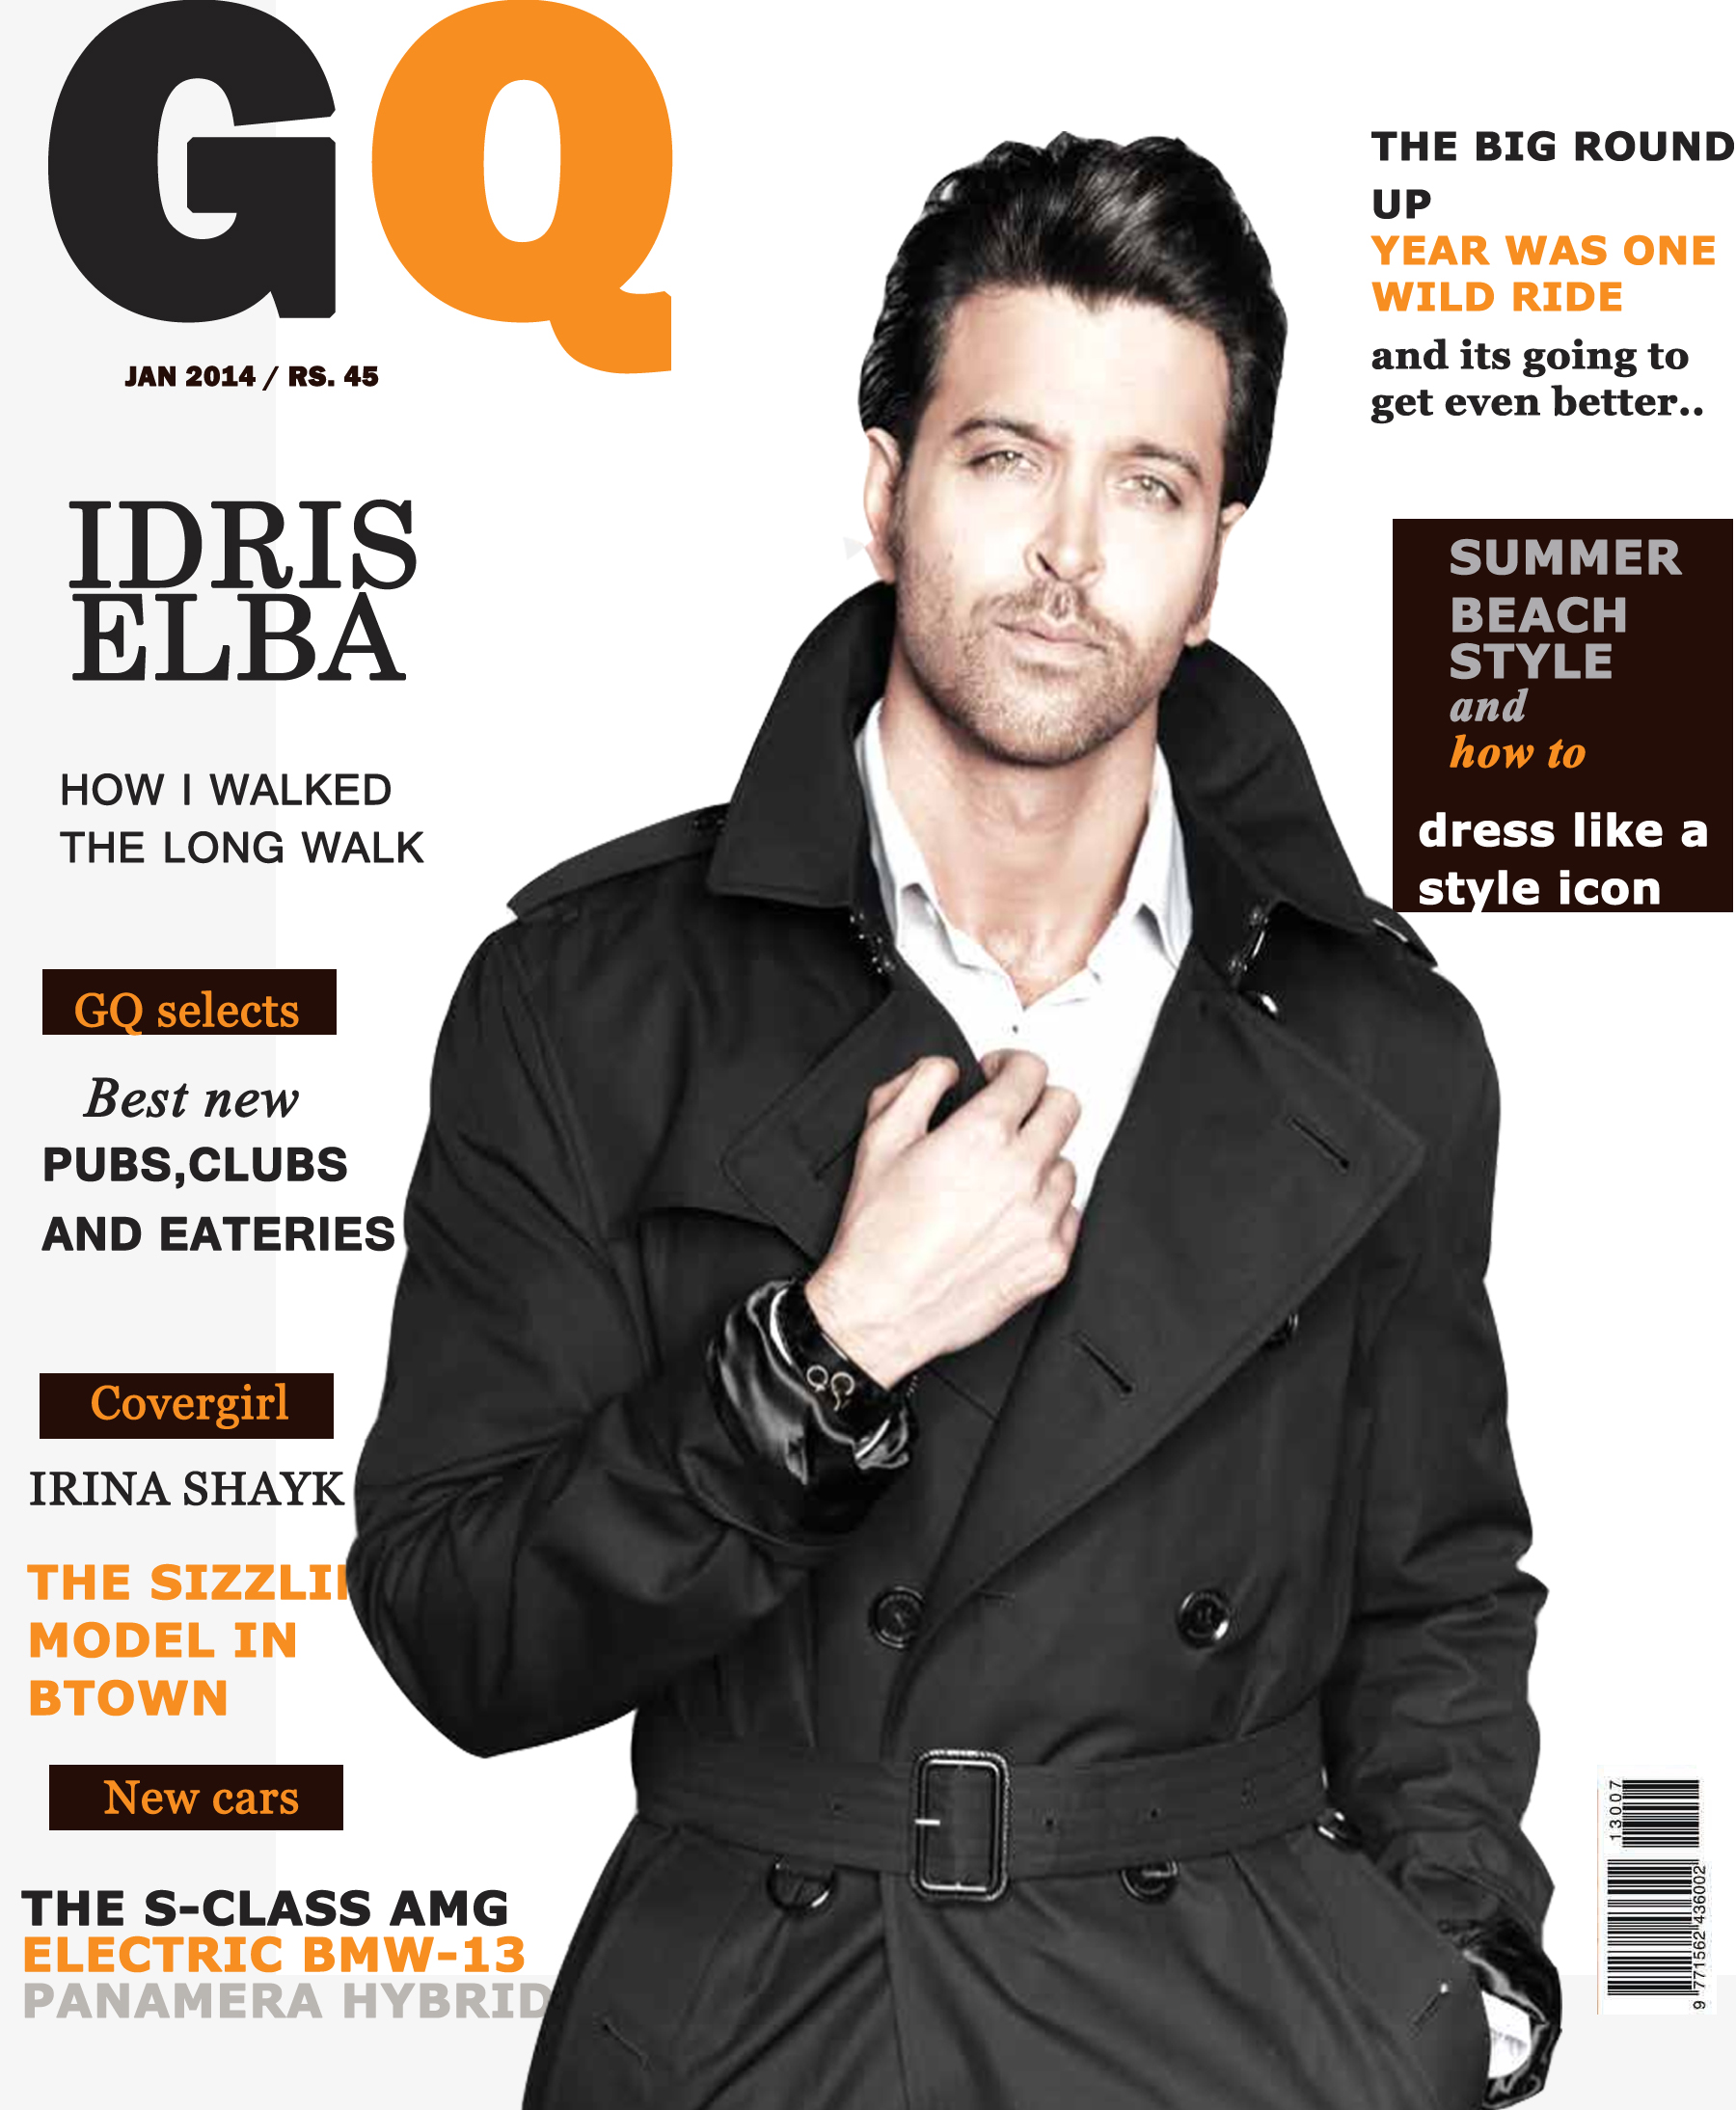 GQ
JAN 2014 / RS. 45
IDRIS
ELBA
HOW I WALKED
THE LONG WALK
GQ selects
Best new
PUBS,CLUBS
AND EATERIES
Covergirl
IRINA SHAYK
THE SIZZLI
MODEL IN
BTOWN
New cars
THE S-CLASS AMG
ELECTRIC BMW-13
PANAMERA HYBRID
THE BIG ROUND
UP
YEAR WAS ONE
WILD RIDE
and its going to
get even better..
SUMMER
BEACH
STYLE
and
how to
dress like a
style icon
13007
9 771562 436002